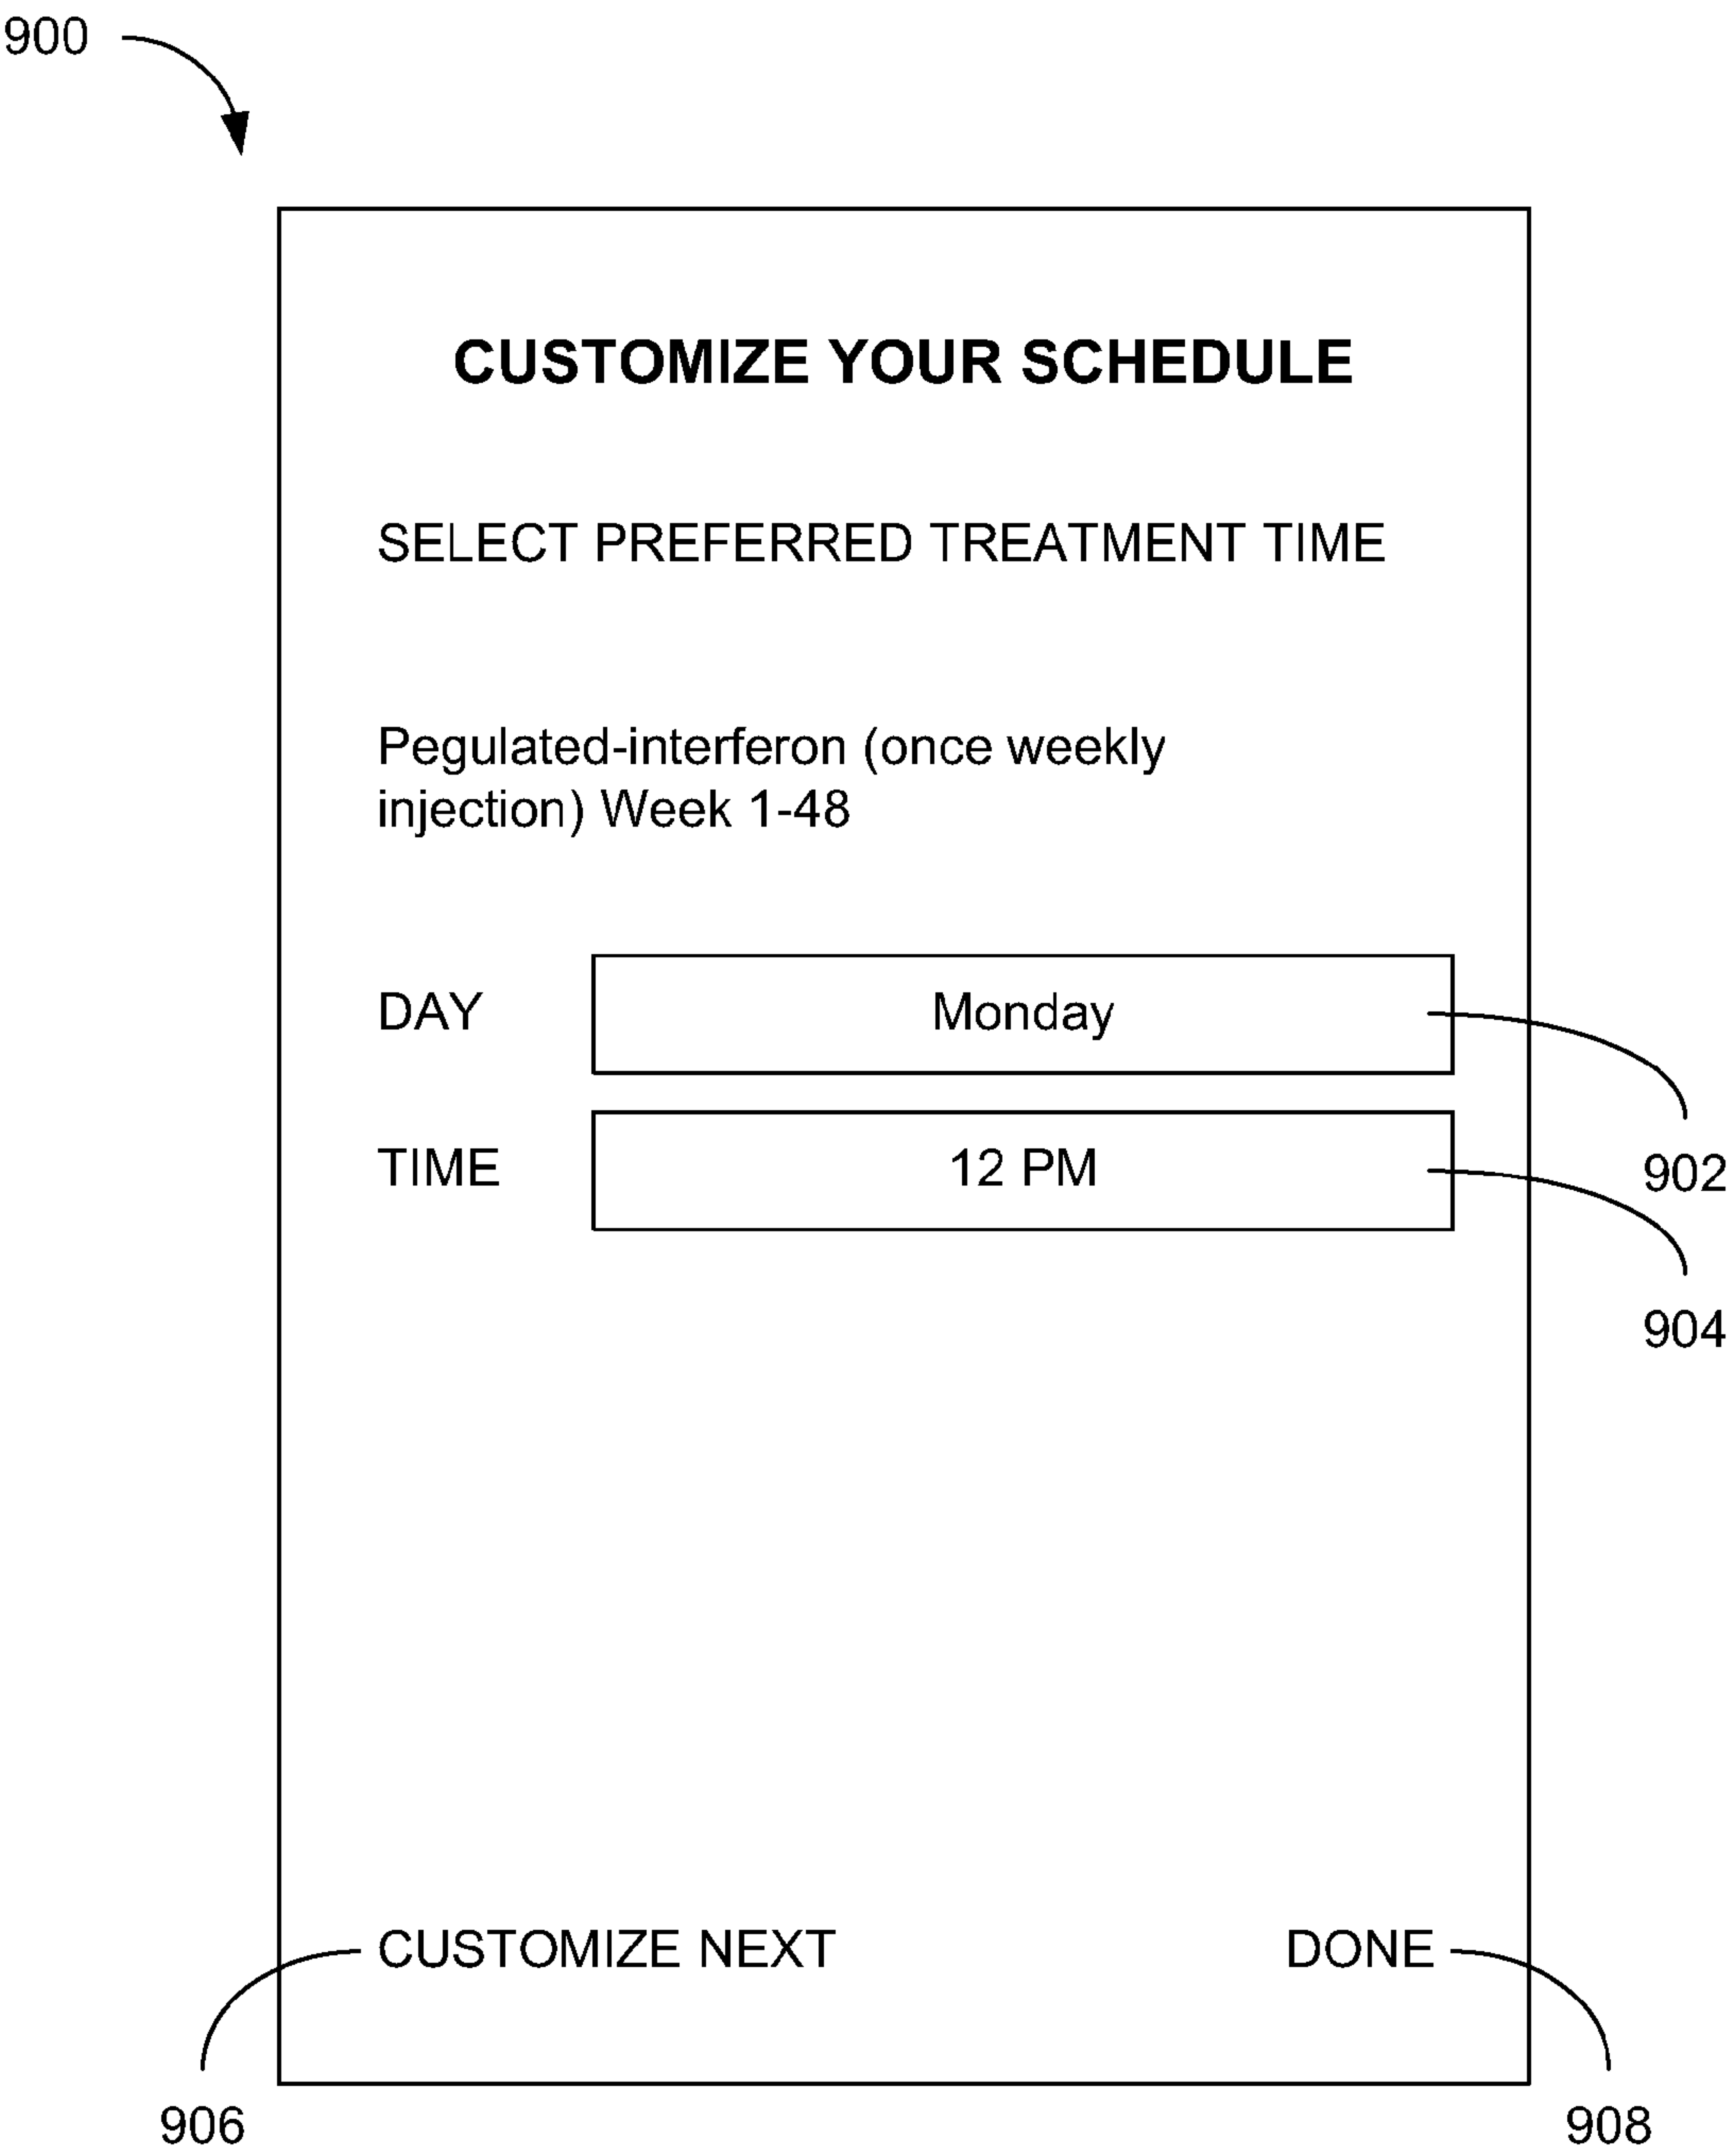 900
CUSTOMIZE YOUR SCHEDULE
SELECT PREFERRED TREATMENT TIME
Pegulated-interferon (once weekly
injection) Week 1-48
DAY Monday
902
TIME 12 PM
904
CUSTOMIZE NEXT DONE
906 908